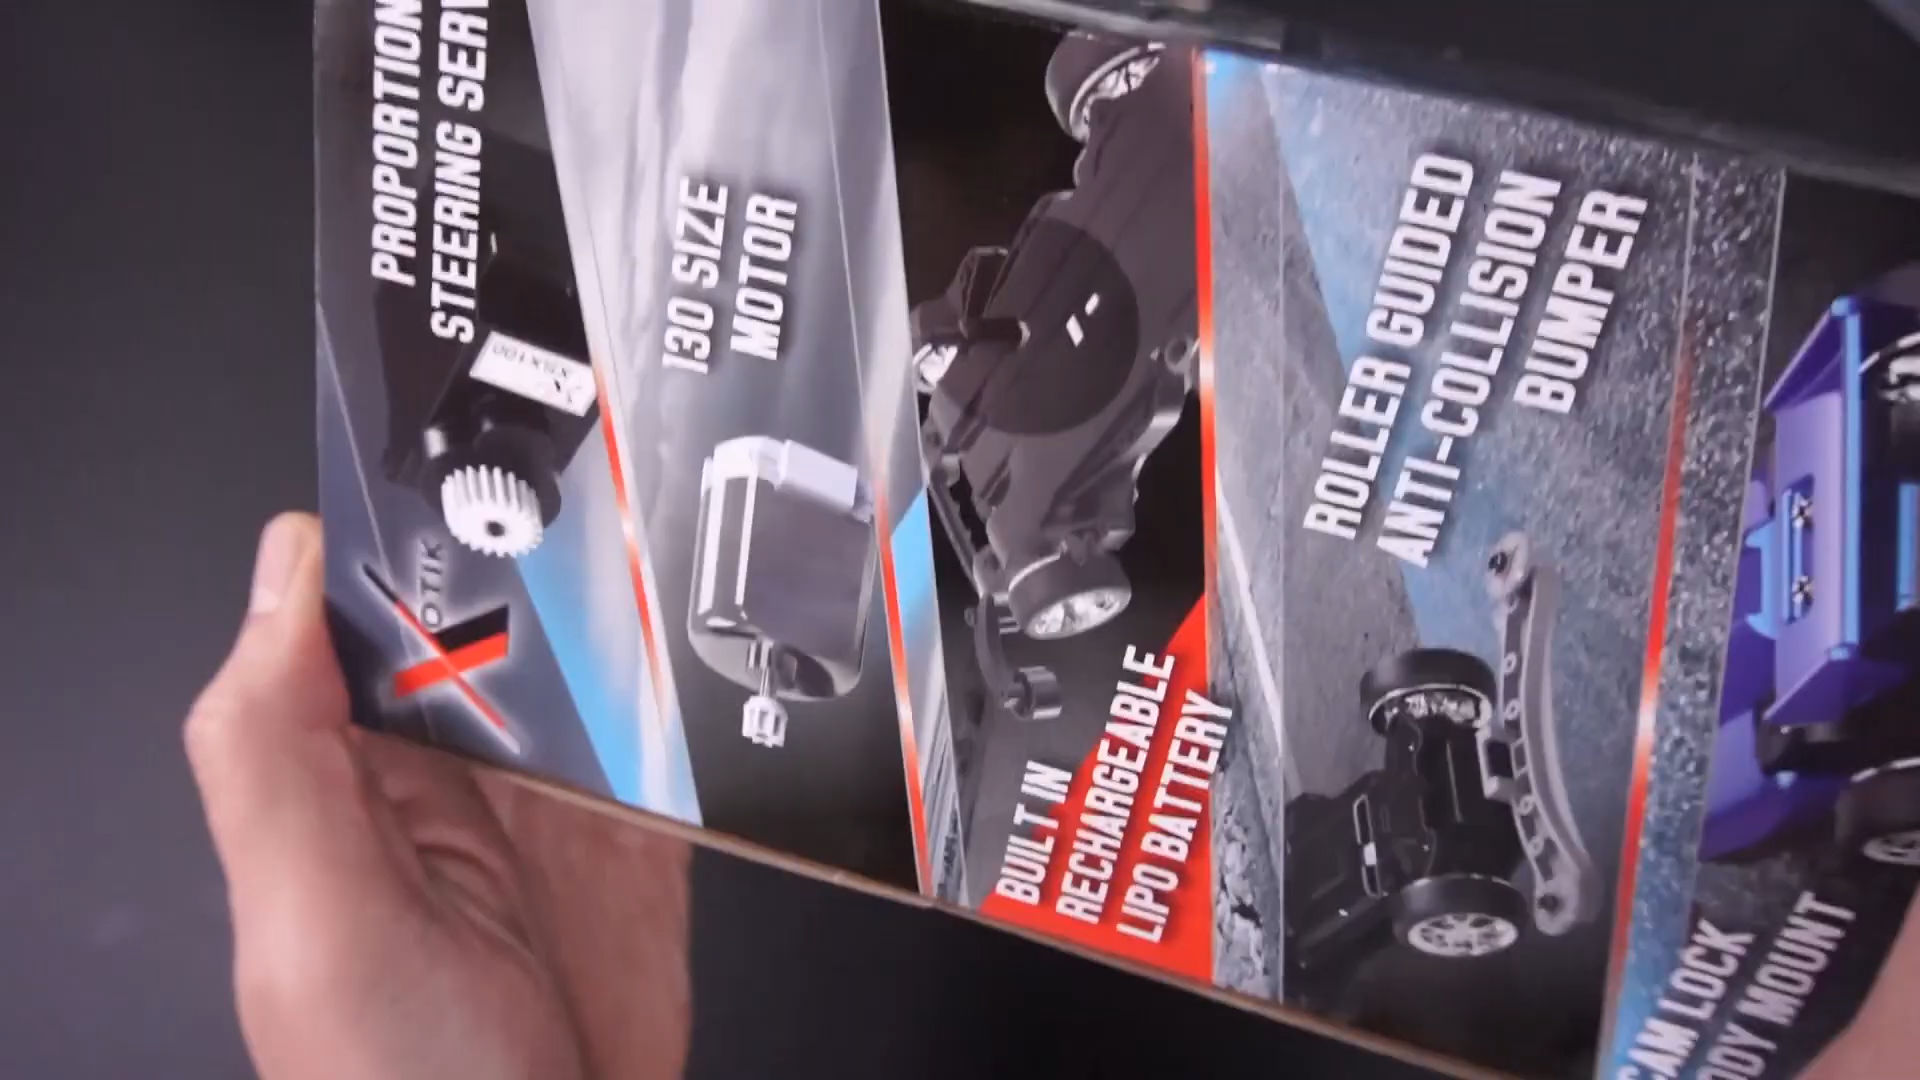 PROPORTION
STEERING SERV
XSX100
OTIK
130 SIZE
MOTOR
BUILT IN
RECHARGEABLE
LIPO BATTERY
ROLLER GUIDED
ANTI-COLLISION
BUMPER
CAM LOCK
ODY MOUNT